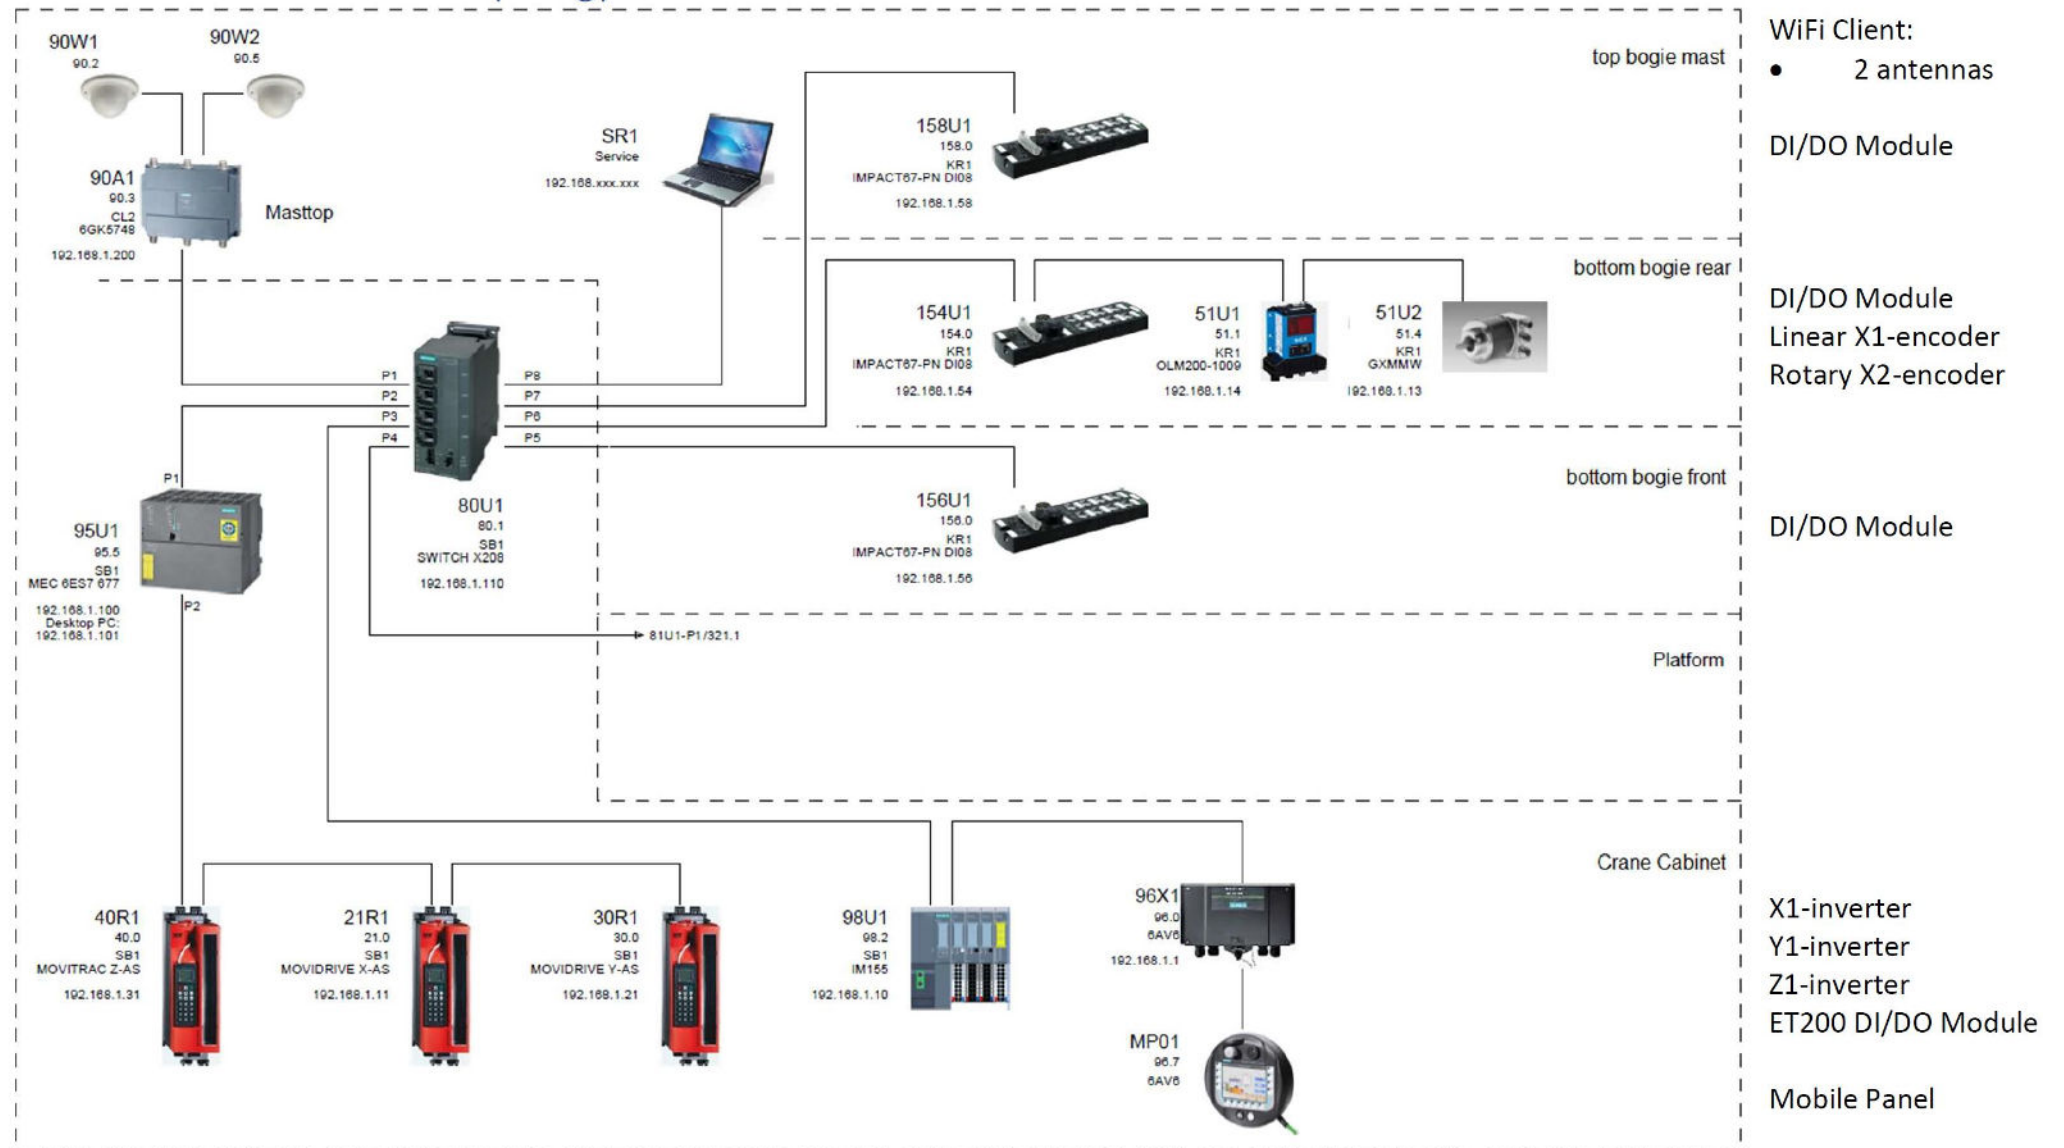 90W1
90.2
90W2
90.5
90A1
90.3
CL2
6GK5748
192.168.1.200
Masttop
SR1
Service
192.168.xxx.xxx
158U1
158.0
KR1
IMPACT67-PN DI08
192.168.1.58
top bogie mast
WiFi Client:
• 2 antennas
DI/DO Module
bottom bogie rear
154U1
154.0
KR1
IMPACT67-PN DI08
192.168.1.54
51U1
51.1
KR1
OLM200-1009
192.168.1.14
51U2
51.4
KR1
GXMMW
192.168.1.13
DI/DO Module
Linear X1-encoder
Rotary X2-encoder
P1
P2
P3
P4
P8
P7
P6
P5
80U1
80.1
SB1
SWITCH X208
192.168.1.110
bottom bogie front
156U1
156.0
KR1
IMPACT67-PN DI08
192.168.1.56
DI/DO Module
P1
95U1
95.5
SB1
MEC 6ES7 677
192.168.1.100
Desktop PC:
192.168.1.101
P2
81U1-P1/321.1
Platform
Crane Cabinet
40R1
40.0
SB1
MOVITRAC Z-AS
192.168.1.31
21R1
21.0
SB1
MOVIDRIVE X-AS
192.168.1.11
30R1
30.0
SB1
MOVIDRIVE Y-AS
192.168.1.21
98U1
98.2
SB1
IM155
192.168.1.10
96X1
96.0
6AV6
192.168.1.1
MP01
96.7
6AV6
X1-inverter
Y1-inverter
Z1-inverter
ET200 DI/DO Module
Mobile Panel